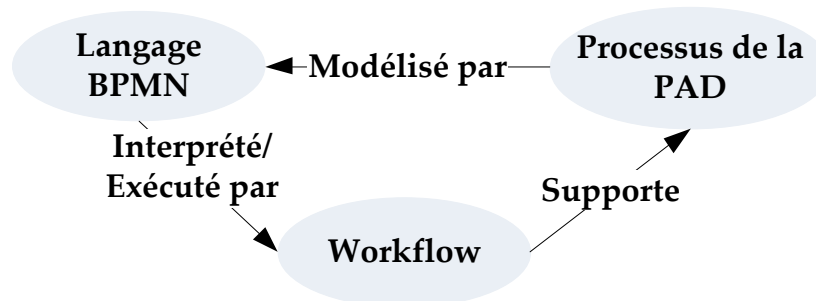 Langage
BPMN
Modélisé par
Processus de la
PAD
Interprété/
Exécuté par
Supporte
Workflow